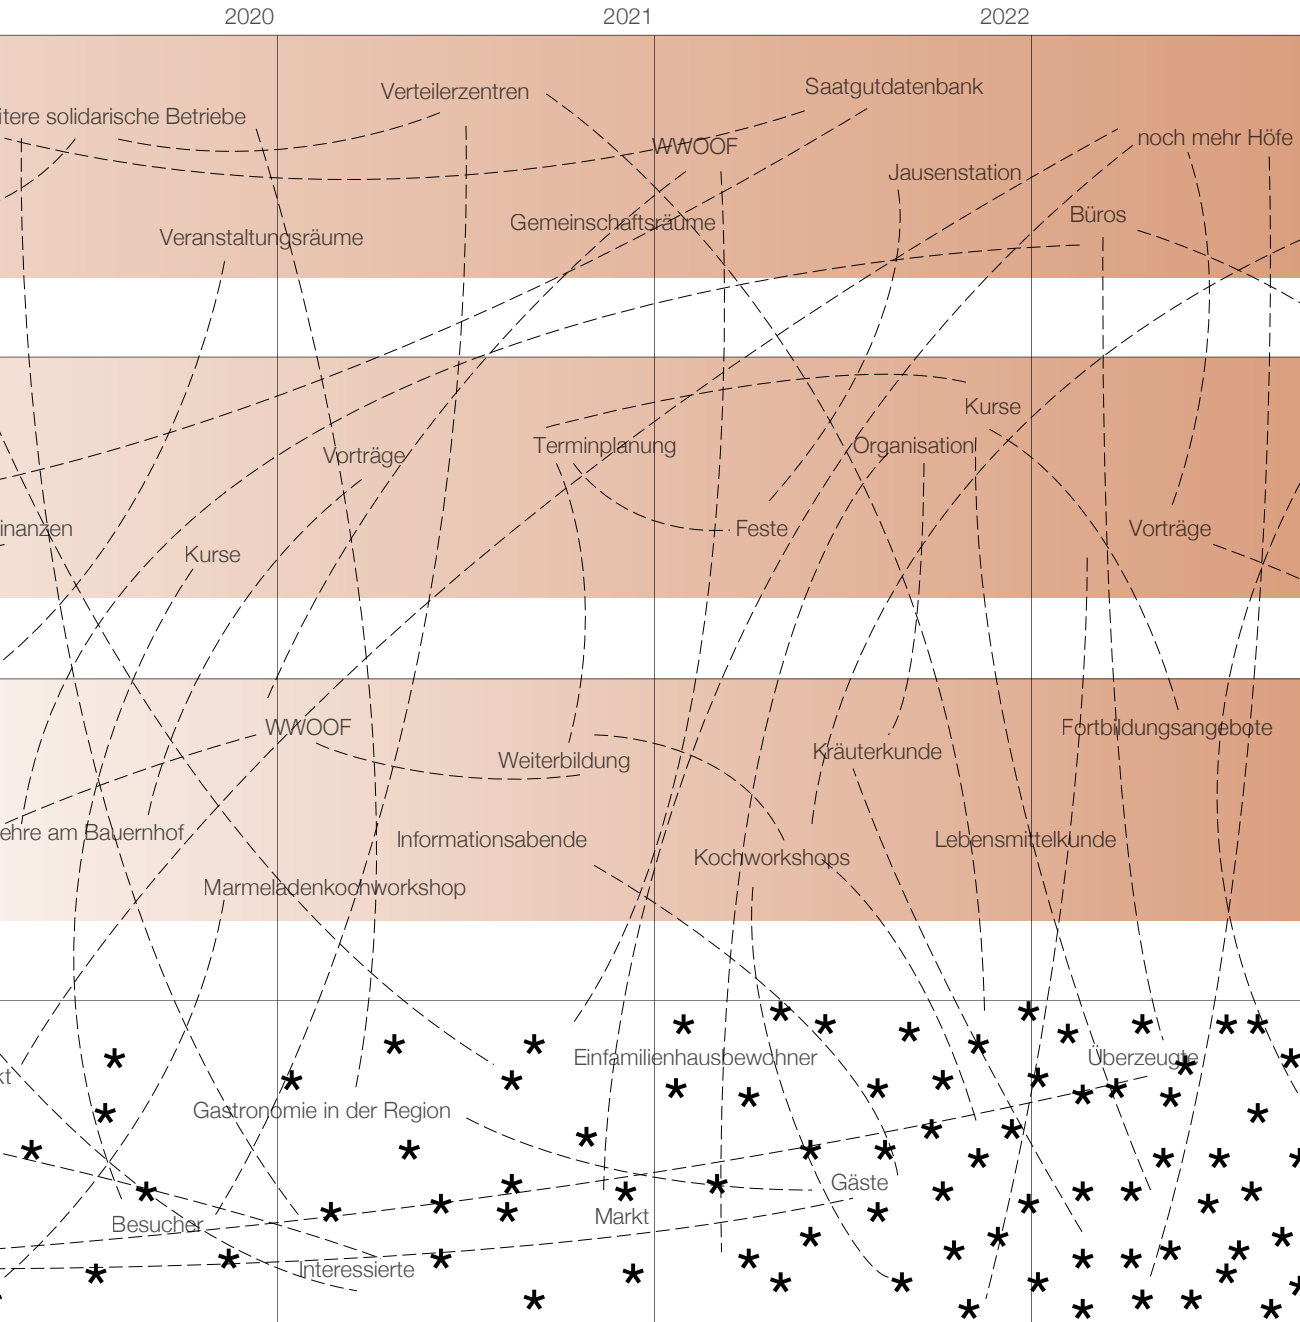 2020
2021
2022
Saatgutdatenbank
Verteilerzentren
itere solidarische Betriebe
noch mehr Höfe
WWOOF
Jausenstation
Büros
Gemeinschaftsräume
Veranstaltungsräume
Kurse
Terminplanung
Organisation
Vorträge
inanzen
Feste
Vorträge
Kurse
WWOOF
Fortbildungsangebote
Kräuterkunde
Weiterbildung
ehre am Bauernhof
Informationsabende
Lebensmittelkunde
Kochworkshops
Marmeladenkochworkshop
Einfamilienhausbewohner
Überzeugte
kt
Gastronomie in der Region
Gäste
Markt
Besucher
Interessierte